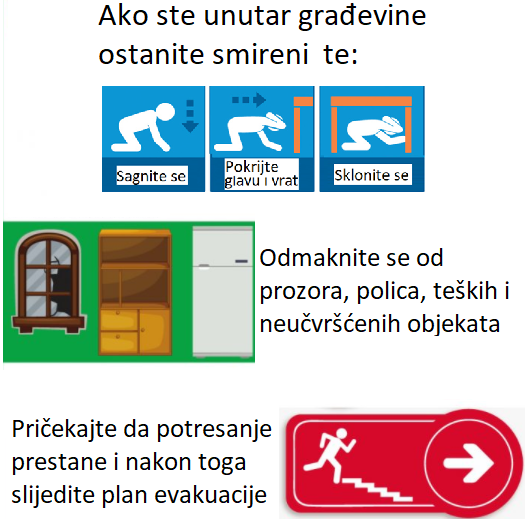 Ako ste unutar građevine
ostanite smireni te:
Sagnite se
Pokrijte
glavu i vrat
Sklonite se
Odmaknite se od
prozora, polica, teških i
neučvršćenih objekata
Pričekajte da potresanje
prestane i nakon toga
slijedite plan evakuacije